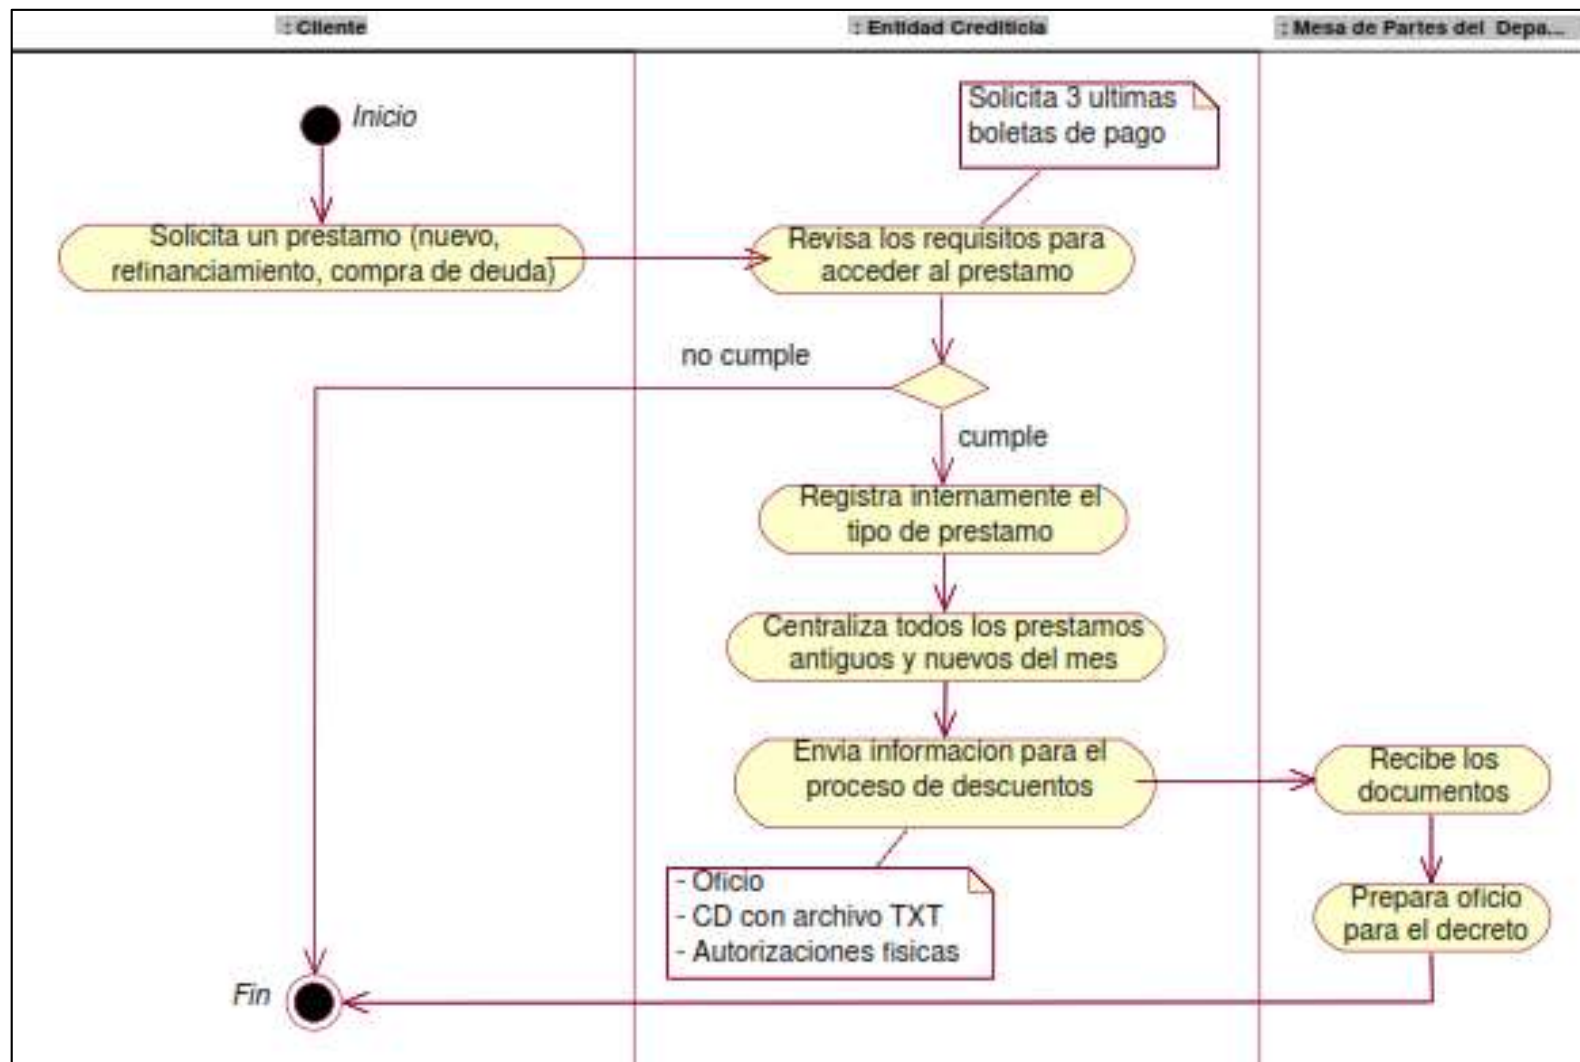 : Cliente
: Entidad Crediticia
: Mesa de Partes del Depa...
Inicio
Solicita 3 ultimas
boletas de pago
Solicita un prestamo (nuevo,
refinanciamiento, compra de deuda)
Revisa los requisitos para
acceder al prestamo
no cumple
cumple
Registra internamente el
tipo de prestamo
Centraliza todos los prestamos
antiguos y nuevos del mes
Envia informacion para el
proceso de descuentos
Recibe los
documentos
- Oficio
- CD con archivo TXT
- Autorizaciones fisicas
Prepara oficio
para el decreto
Fin